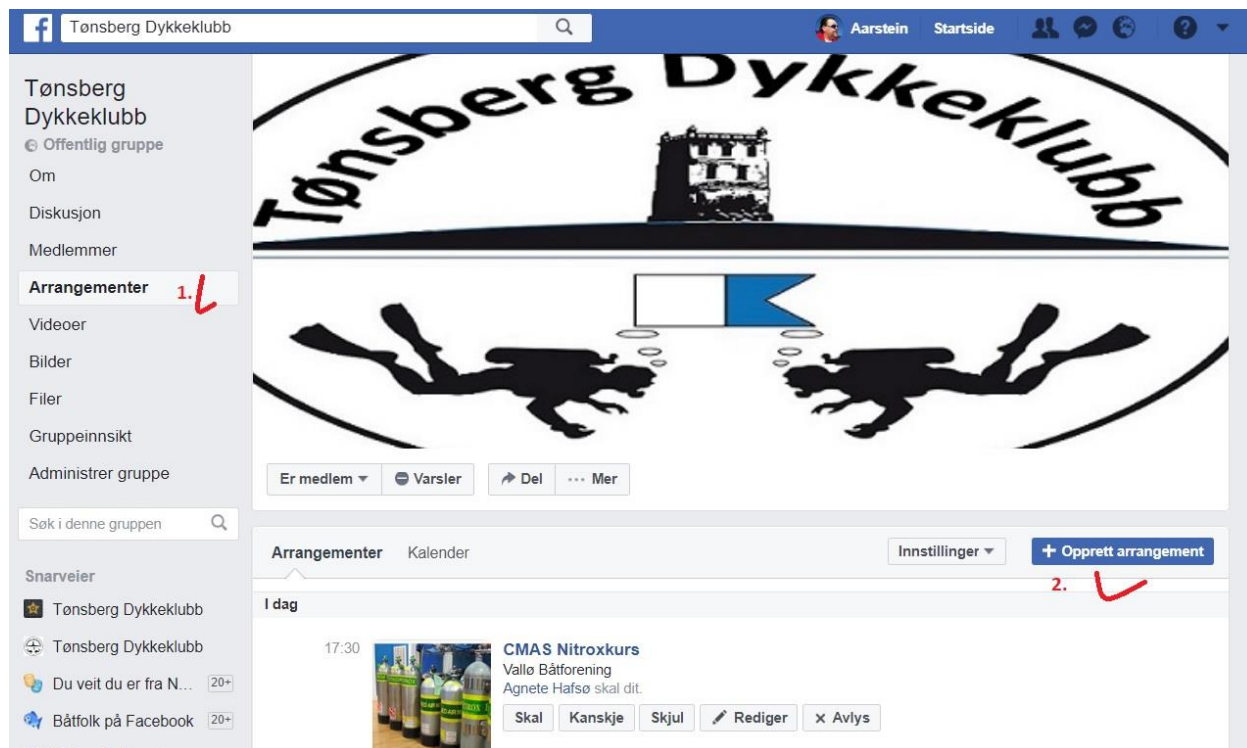 Tønsberg Dykkeklubb
Aarstein Startside
Tønsberg
Dykkeklubb
Offentlig gruppe
Om
Diskusjon
Medlemmer
Arrangementer 1.
Videoer
Bilder
Filer
Gruppeinnsikt
Administrer gruppe
Søk i denne gruppen
Snarveier
Tønsberg Dykkeklubb
Tønsberg Dykkeklubb
Du veit du er fra N... 20+
Båtfolk på Facebook 20+
Tønsberg Dykkeklubb
Er medlem Varsler Del ... Mer
Arrangementer Kalender Innstillinger + Opprett arrangement
2.
I dag
17:30 CMAS Nitroxkurs
Vallø Båtforening
Agnete Hafsø skal dit.
Skal Kanskje Skjul Rediger x Avlys